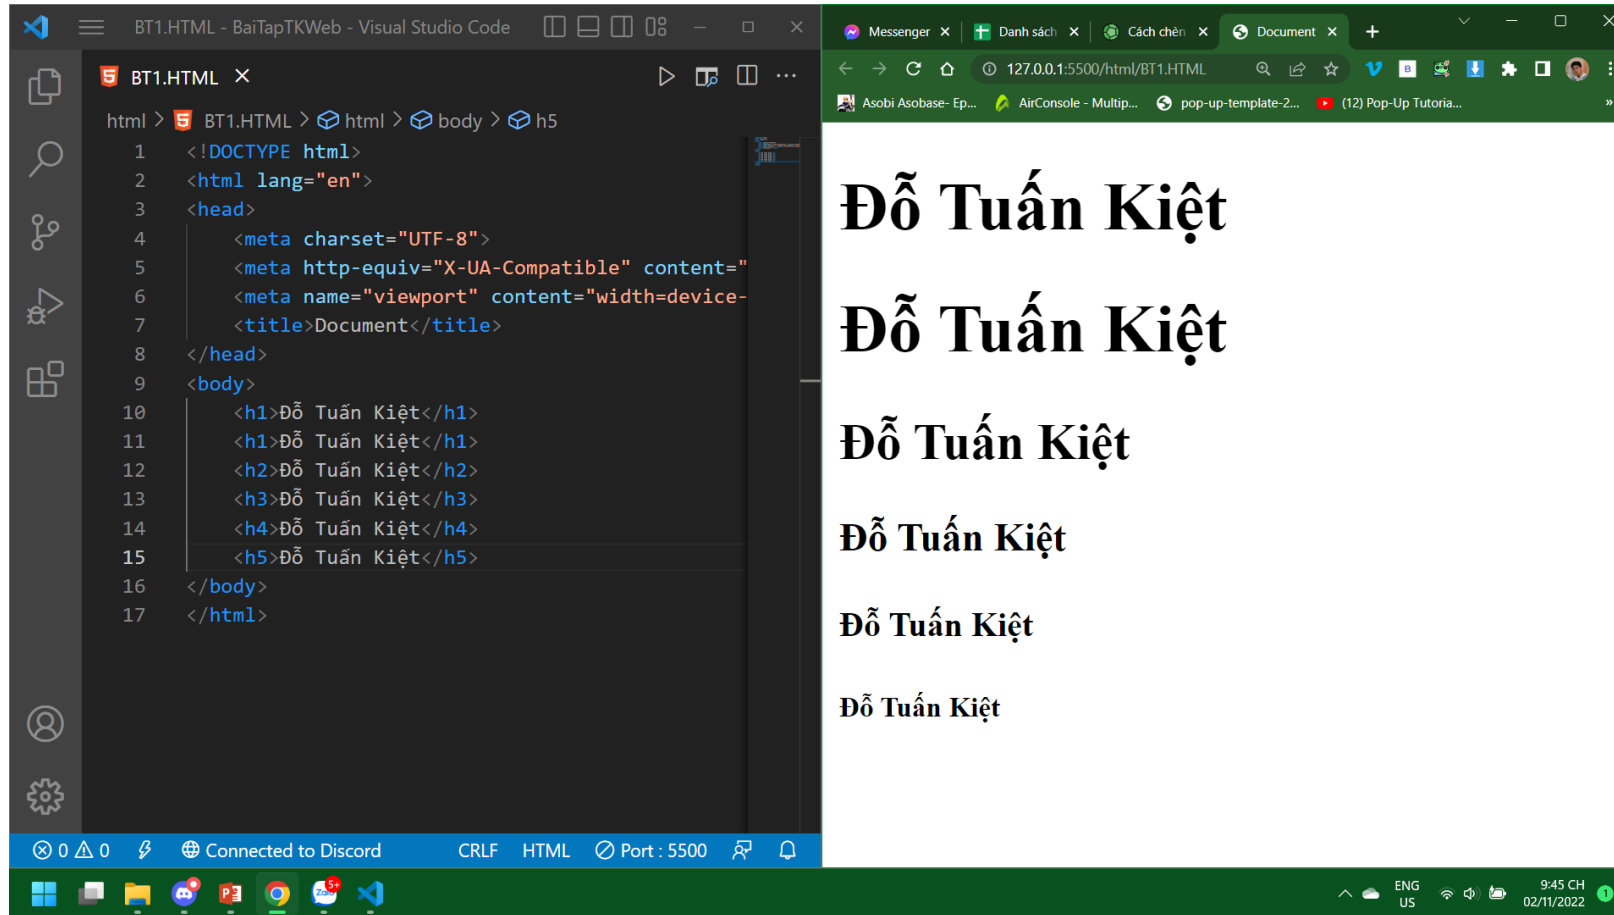 BT1.HTML - BaiTapTKWeb - Visual Studio Code
BT1.HTML
html > BT1.HTML > html > body > h5
1 <!DOCTYPE html>
2 <html lang="en">
3 <head>
4 <meta charset="UTF-8">
5 <meta http-equiv="X-UA-Compatible" content="
6 <meta name="viewport" content="width=device-
7 <title>Document</title>
8 </head>
9 <body>
10 <h1>Đỗ Tuấn Kiệt</h1>
11 <h1>Đỗ Tuấn Kiệt</h1>
12 <h2>Đỗ Tuấn Kiệt</h2>
13 <h3>Đỗ Tuấn Kiệt</h3>
14 <h4>Đỗ Tuấn Kiệt</h4>
15 <h5>Đỗ Tuấn Kiệt</h5>
16 </body>
17 </html>
0 0 Connected to Discord CRLF HTML Port : 5500
Messenger Danh sách Cách chèn Document
127.0.0.1:5500/html/BT1.HTML
Asobi Asobase- Ep... AirConsole - Multip... pop-up-template-2... (12) Pop-Up Tutoria... »
Đỗ Tuấn Kiệt
Đỗ Tuấn Kiệt
Đỗ Tuấn Kiệt
Đỗ Tuấn Kiệt
Đỗ Tuấn Kiệt
Đỗ Tuấn Kiệt
5+
Zalo
ENG
US
9:45 CH
02/11/2022
1